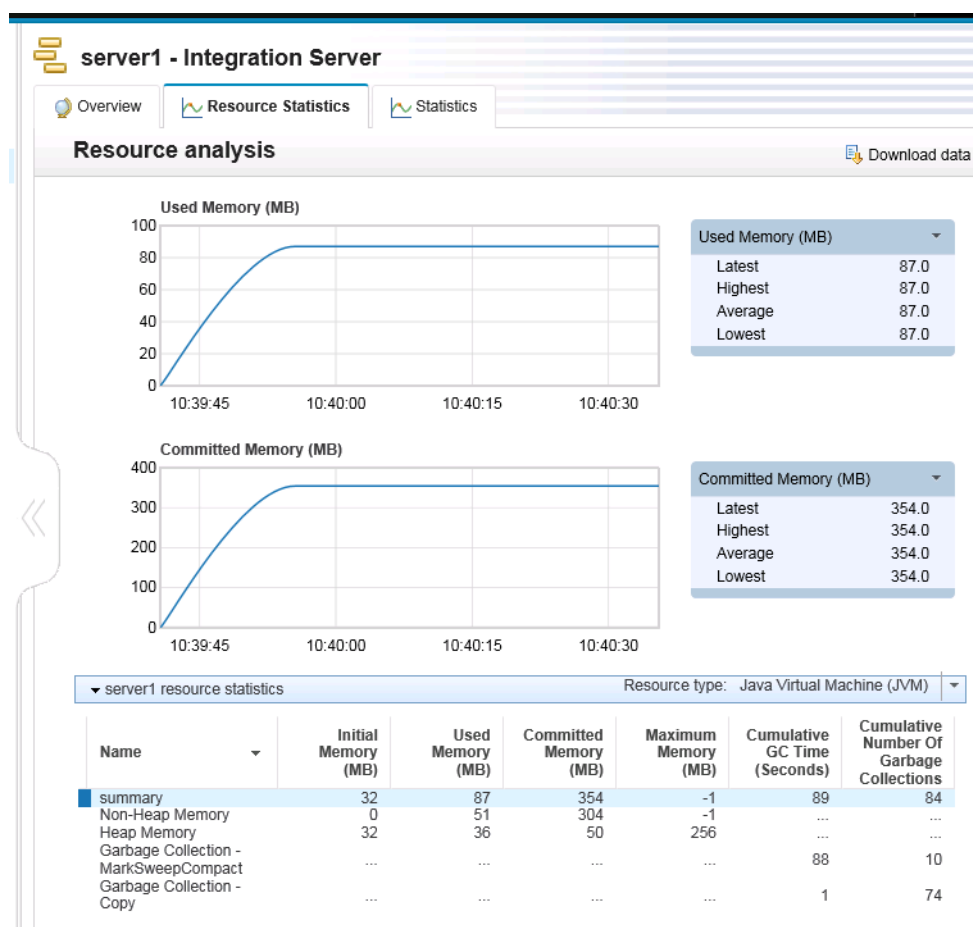 server1 - Integration Server
Overview
Resource Statistics
Statistics
Resource analysis
Download data
Used Memory (MB)
100
80
60
40
20
0
10:39:45 10:40:00 10:40:15 10:40:30
Used Memory (MB)
Latest 87.0
Highest 87.0
Average 87.0
Lowest 87.0
Committed Memory (MB)
400
300
200
100
0
10:39:45 10:40:00 10:40:15 10:40:30
Committed Memory (MB)
Latest 354.0
Highest 354.0
Average 354.0
Lowest 354.0
server1 resource statistics Resource type: Java Virtual Machine (JVM)
Name
Initial
Memory
(MB)
Used
Memory
(MB)
Committed
Memory
(MB)
Maximum
Memory
(MB)
Cumulative
GC Time
(Seconds)
Cumulative
Number Of
Garbage
Collections
summary 32 87 354 -1 89 84
Non-Heap Memory 0 51 304 -1 ... ...
Heap Memory 32 36 50 256 ... ...
Garbage Collection -
MarkSweepCompact ... ... ... ... 88 10
Garbage Collection -
Copy ... ... ... ... 1 74